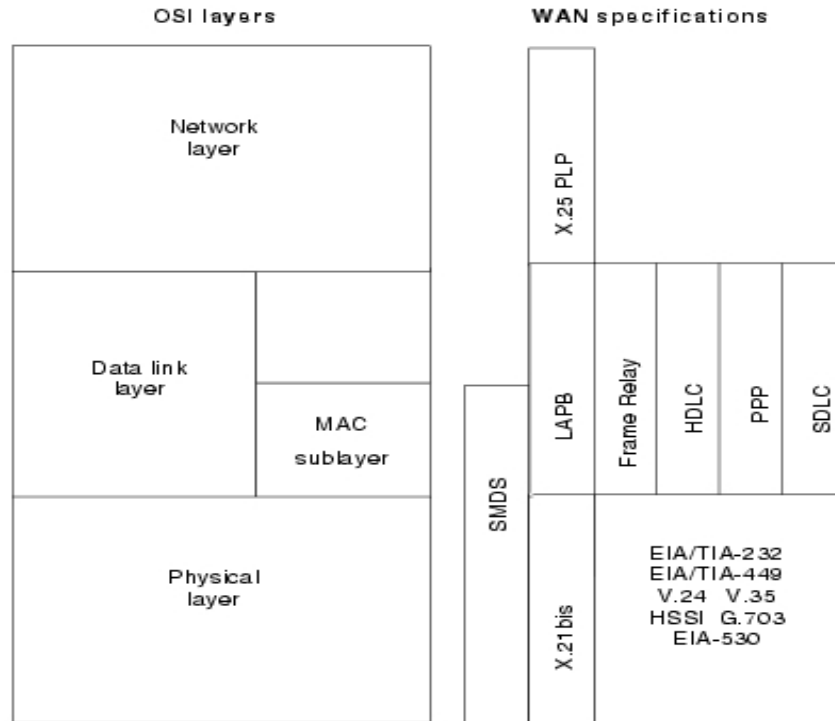 OSI layers
WAN specifications
Network
layer
X.25 PLP
Data link
layer
MAC
sublayer
LAPB
Frame Relay
HDLC
PPP
SDLC
SMDS
Physical
layer
X.21bis
EIA/TIA-232
EIA/TIA-449
V.24 V.35
HSSI G.703
EIA-530